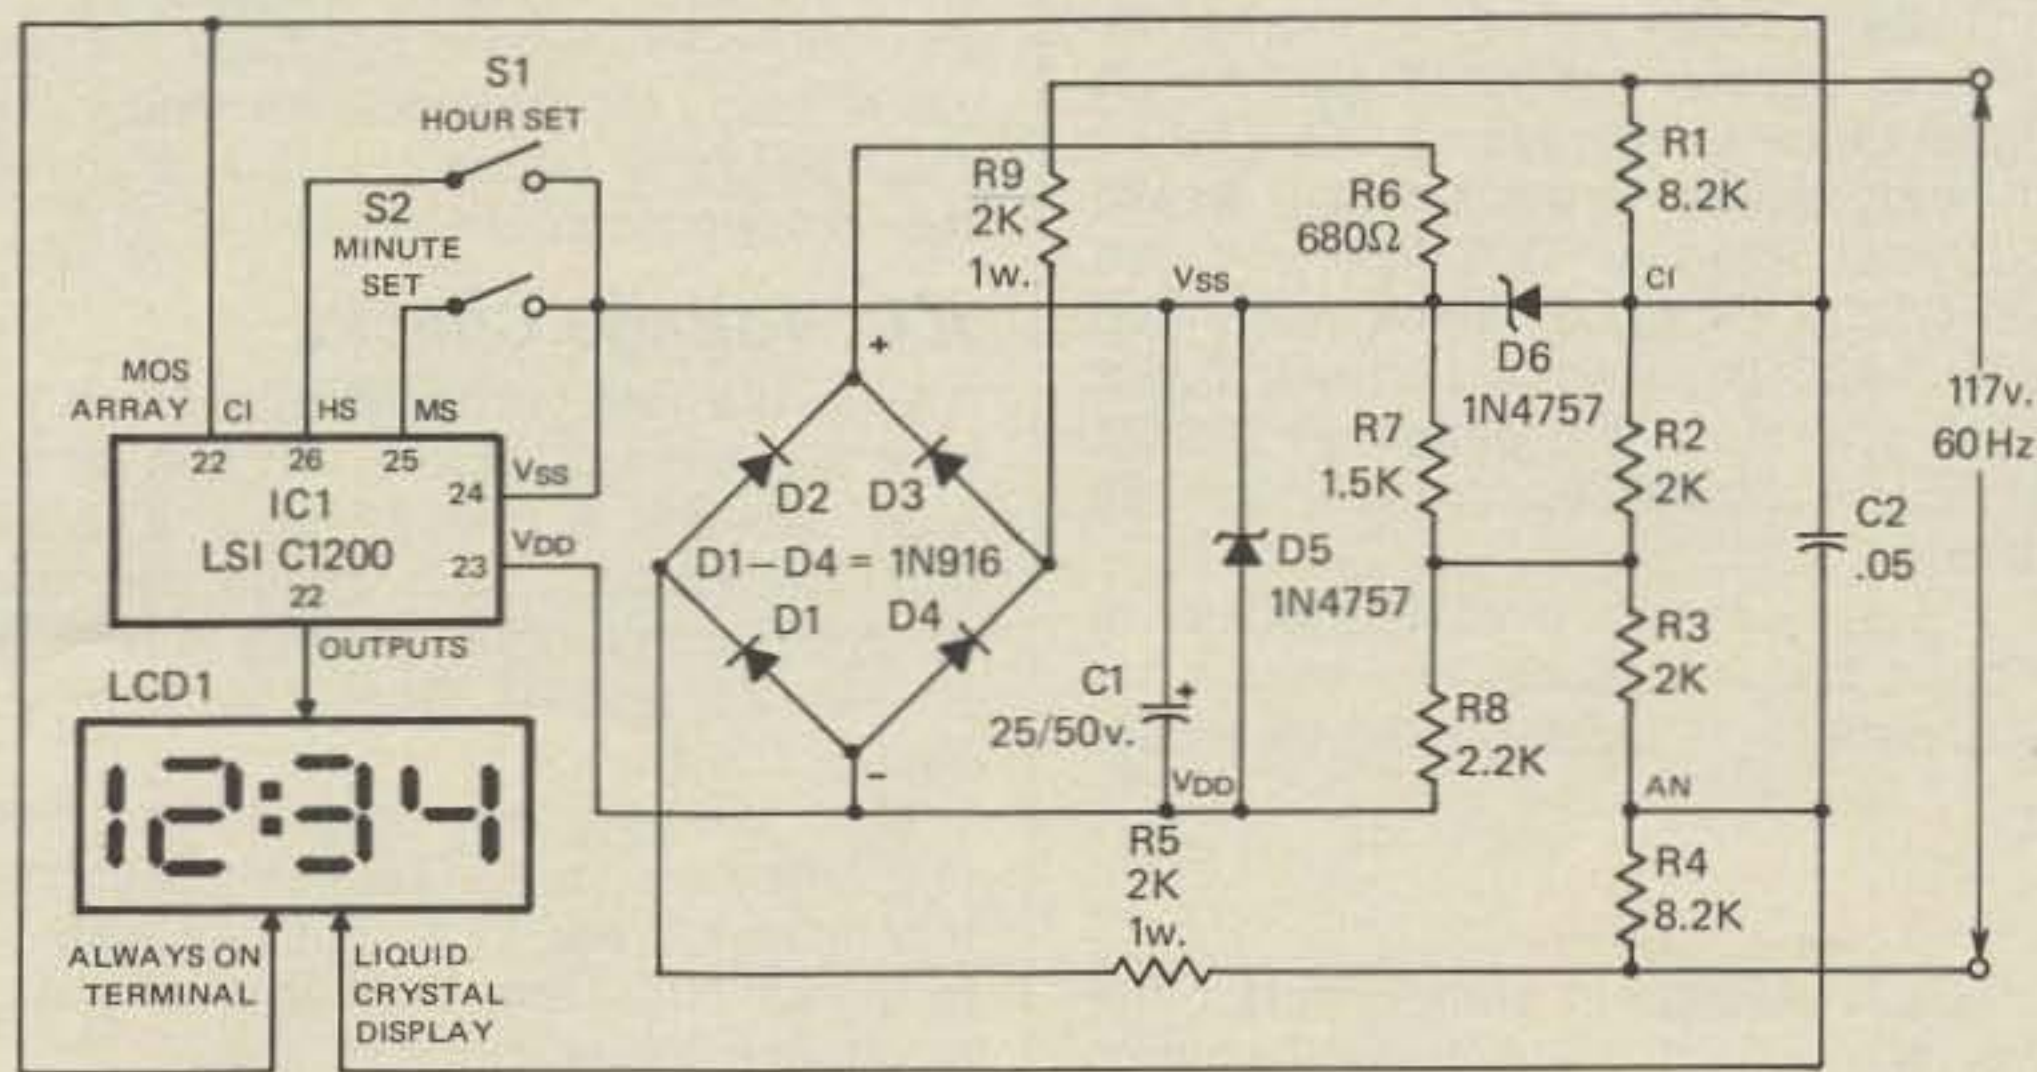 S1
HOUR SET
S2
MINUTE
SET
MOS
ARRAY
CI
HS
MS
22
26
25
24
VSS
IC1
LSI C1200
23
VDD
22
OUTPUTS
LCD1
12:34
ALWAYS ON
TERMINAL
LIQUID
CRYSTAL
DISPLAY
R9
2K
1w.
+
D2
D3
D1–D4 = 1N916
D1
D4
–
R6
680Ω
VSS
R1
8.2K
CI
D6
1N4757
R7
1.5K
R2
2K
D5
1N4757
C1
25/50v.
+
VDD
R8
2.2K
R3
2K
AN
R5
2K
1w.
R4
8.2K
C2
.05
117v.
60 Hz